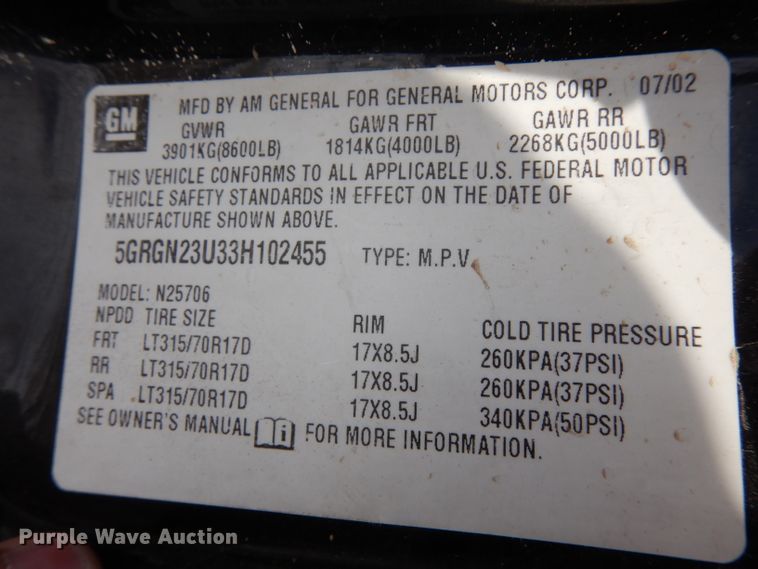 GM
MFD BY AM GENERAL FOR GENERAL MOTORS CORP. 07/02
GVWR GAWR FRT GAWR RR
3901KG(8600LB) 1814KG(4000LB) 2268KG(5000LB)
THIS VEHICLE CONFORMS TO ALL APPLICABLE U.S. FEDERAL MOTOR
VEHICLE SAFETY STANDARDS IN EFFECT ON THE DATE OF
MANUFACTURE SHOWN ABOVE.
5GRGN23U33H102455 TYPE: M.P.V.
MODEL: N25706
NPDD TIRE SIZE RIM COLD TIRE PRESSURE
FRT LT315/70R17D 17X8.5J 260KPA(37PSI)
RR LT315/70R17D 17X8.5J 260KPA(37PSI)
SPA LT315/70R17D 17X8.5J 340KPA(50PSI)
SEE OWNER'S MANUAL i FOR MORE INFORMATION.
Purple Wave Auction